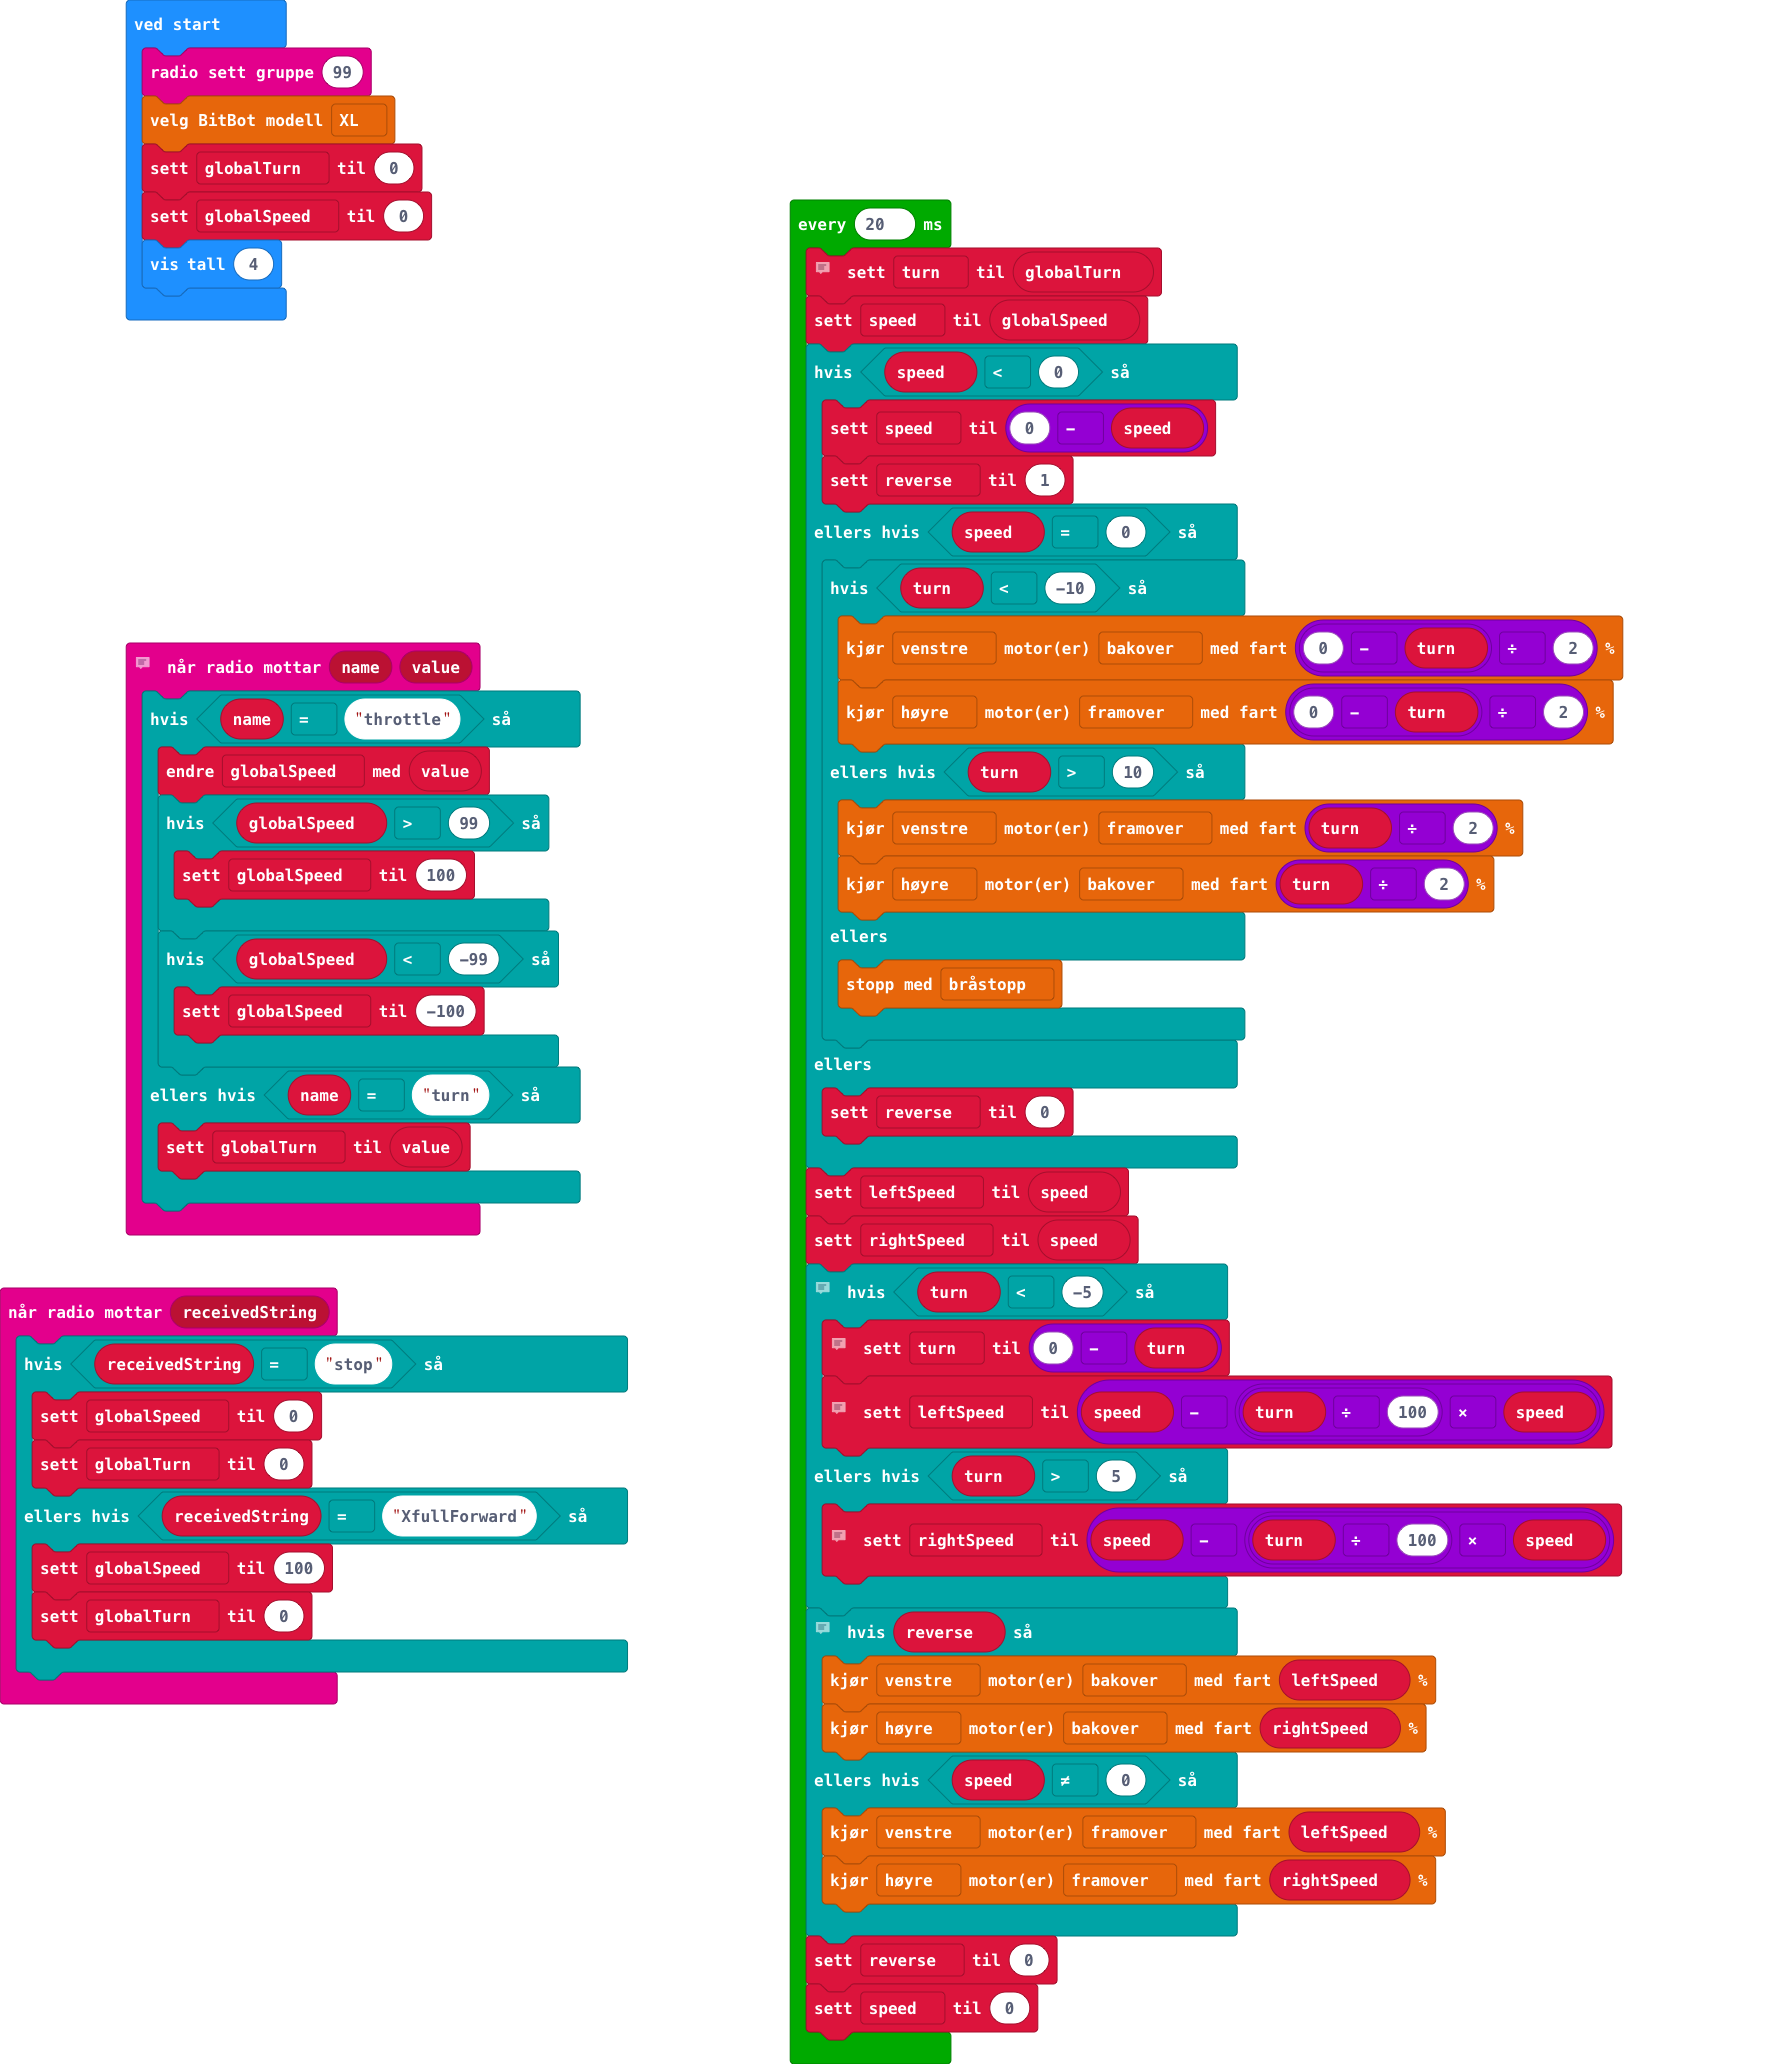 ved start
radio sett gruppe 99
velg BitBot modell XL
sett globalTurn til 0
sett globalSpeed til 0
vis tall 4
når radio mottar name value
hvis name = "throttle" så
endre globalSpeed med value
hvis globalSpeed > 99 så
sett globalSpeed til 100
hvis globalSpeed < −99 så
sett globalSpeed til −100
ellers hvis name = "turn" så
sett globalTurn til value
når radio mottar receivedString
hvis receivedString = "stop" så
sett globalSpeed til 0
sett globalTurn til 0
ellers hvis receivedString = "XfullForward" så
sett globalSpeed til 100
sett globalTurn til 0
every 20 ms
sett turn til globalTurn
sett speed til globalSpeed
hvis speed < 0 så
sett speed til 0 − speed
sett reverse til 1
ellers hvis speed = 0 så
hvis turn < −10 så
kjør venstre motor(er) bakover med fart 0 − turn ÷ 2 %
kjør høyre motor(er) framover med fart 0 − turn ÷ 2 %
ellers hvis turn > 10 så
kjør venstre motor(er) framover med fart turn ÷ 2 %
kjør høyre motor(er) bakover med fart turn ÷ 2 %
ellers
stopp med bråstopp
ellers
sett reverse til 0
sett leftSpeed til speed
sett rightSpeed til speed
hvis turn < −5 så
sett turn til 0 − turn
sett leftSpeed til speed − turn ÷ 100 × speed
ellers hvis turn > 5 så
sett rightSpeed til speed − turn ÷ 100 × speed
hvis reverse så
kjør venstre motor(er) bakover med fart leftSpeed %
kjør høyre motor(er) bakover med fart rightSpeed %
ellers hvis speed ≠ 0 så
kjør venstre motor(er) framover med fart leftSpeed %
kjør høyre motor(er) framover med fart rightSpeed %
sett reverse til 0
sett speed til 0